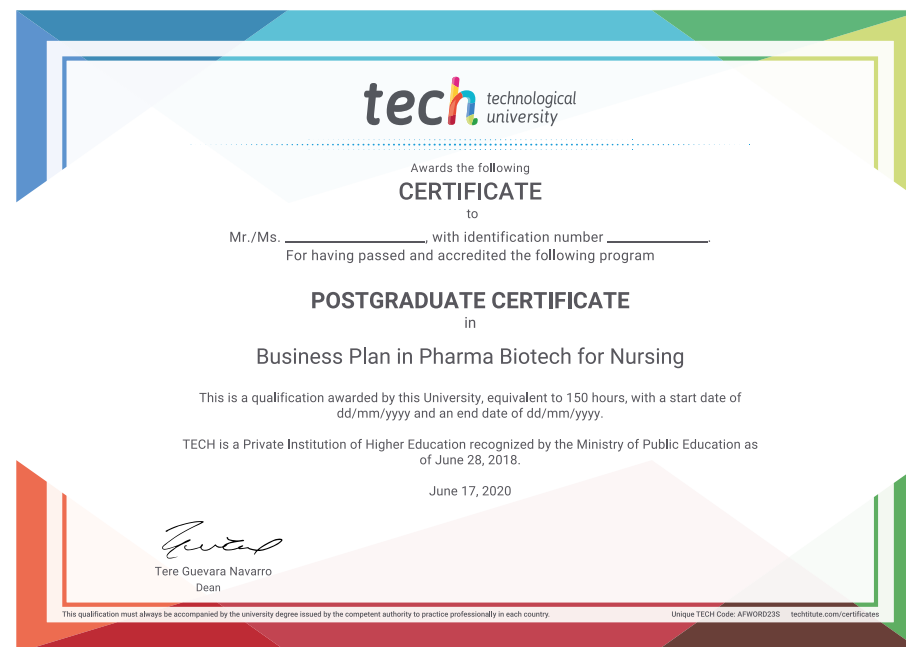 tech technological
university
Awards the following
CERTIFICATE
to
Mr./Ms. ____________________, with identification number ______________.
For having passed and accredited the following program
POSTGRADUATE CERTIFICATE
in
Business Plan in Pharma Biotech for Nursing
This is a qualification awarded by this University, equivalent to 150 hours, with a start date of
dd/mm/yyyy and an end date of dd/mm/yyyy.
TECH is a Private Institution of Higher Education recognized by the Ministry of Public Education as
of June 28, 2018.
June 17, 2020
Tere Guevara Navarro
Dean
This qualification must always be accompanied by the university degree issued by the competent authority to practice professionally in each country. Unique TECH Code: AFWORD23S techtitute.com/certificates